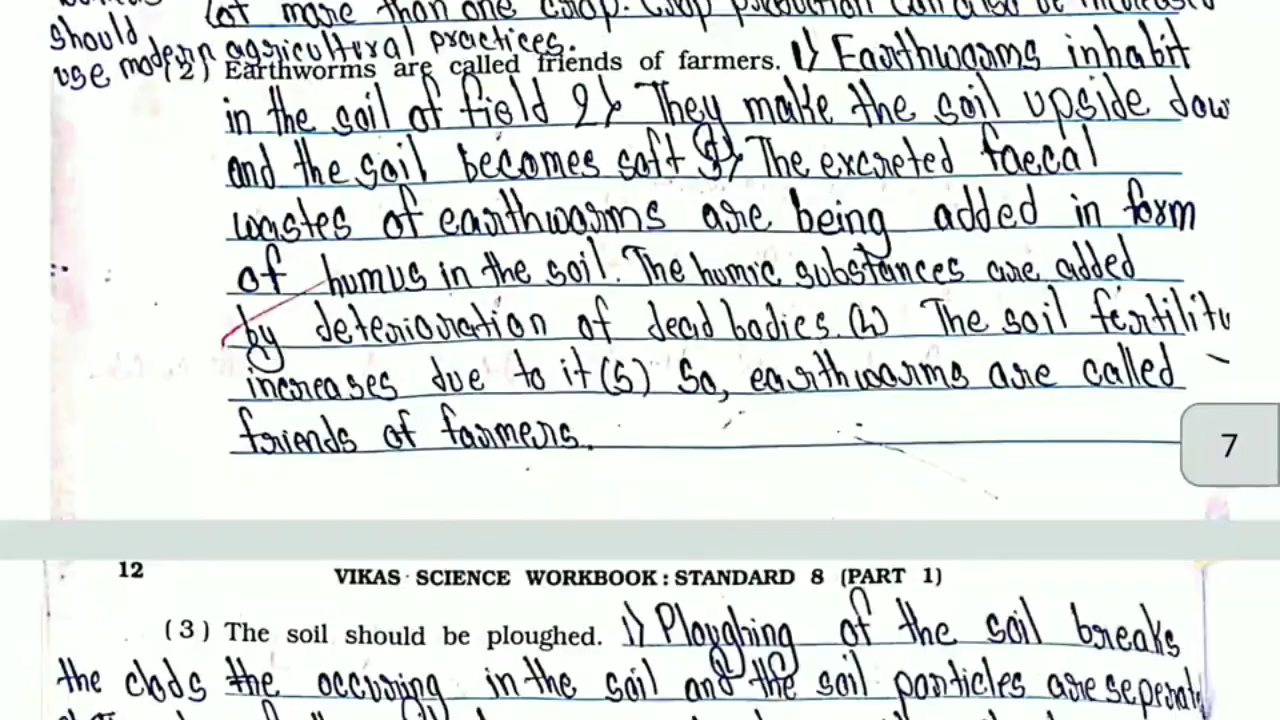 lot more than one crop. Crop production can also be increased
should
use modern agricultural practices.
(2) Earthworms are called friends of farmers. 1) Earthworms inhabit
in the soil of field 2) They make the soil upside dow
and the soil becomes soft 3) The excreted faecal
wastes of earthworms are being added in form
of humus in the soil. The humic substances are added
by deterioration of dead bodies. (4) The soil fertility
increases due to it (5) So, earthworms are called
friends of farmers.
7
12
VIKAS SCIENCE WORKBOOK : STANDARD 8 (PART 1)
(3) The soil should be ploughed. 1) Ploughing of the soil breaks
the clods the occuring in the soil and the soil particles are seperat